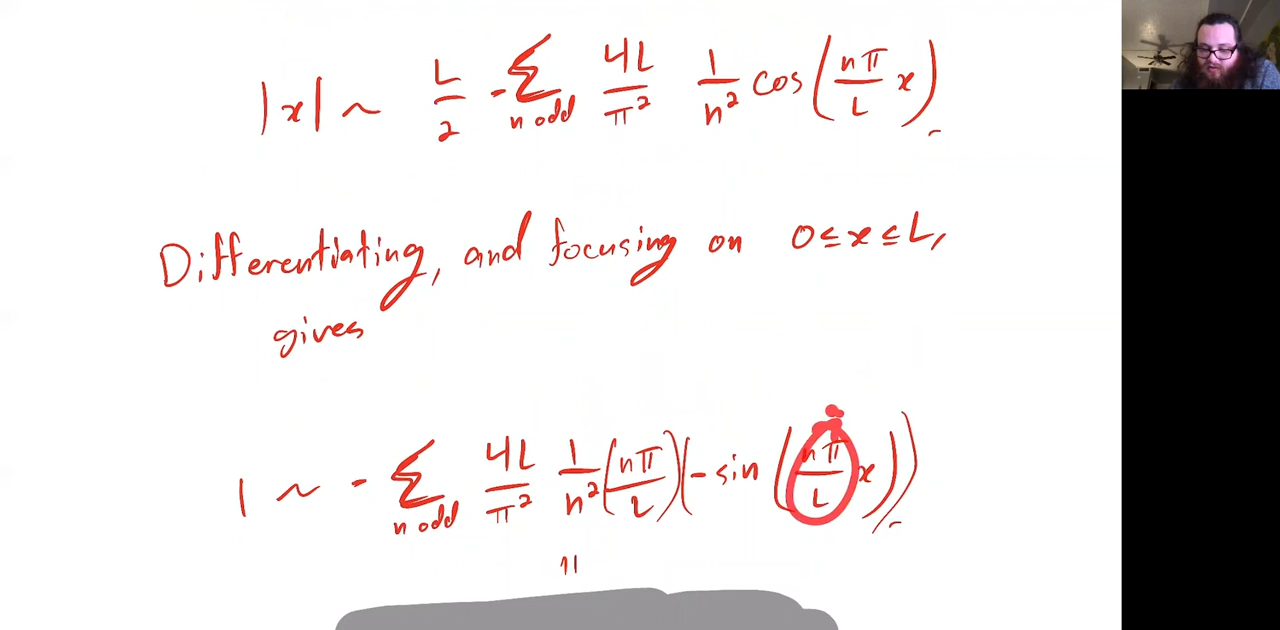 |x| ~ L/2 - Σ_{n odd} 4L/π² 1/n² cos(nπ/L x).
Differentiating, and focusing on 0≤x≤L,
gives
1 ~ - Σ_{n odd} 4L/π² 1/n² (nπ/L)(-sin(nπ/L x)).